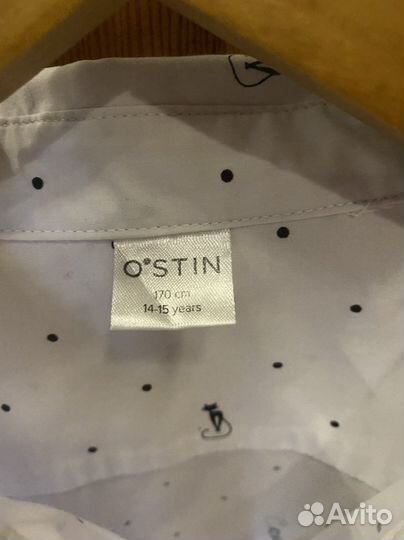 O'STIN
170 cm
14-15 years
Avito